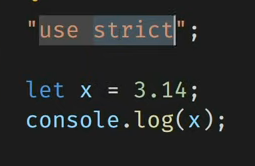 "use strict";
let x = 3.14;
console.log(x);